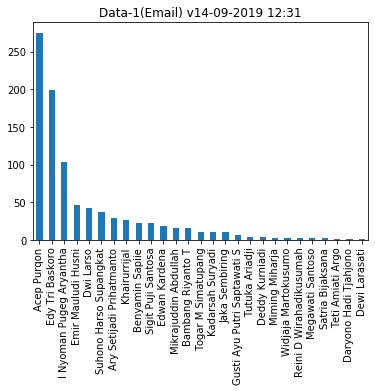 Data-1(Email) v14-09-2019 12:31
250
200
150
100
50
0
Acep Purqon
Edy Tri Baskoro
I Nyoman Pugeg Aryantha
Emir Mauludi Husni
Dwi Larso
Suhono Harso Supangkat
Ary Setijadi Prihatmanto
Khairurrijal
Benyamin Sapiie
Sigit Puji Santosa
Edwan Kardena
Mikrajuddin Abdullah
Bambang Riyanto T
Togar M Simatupang
Kadarsah Suryadi
Jaka Sembiring
Gusti Ayu Putri Saptawati S
Tutuka Ariadji
Deddy Kurniadi
Miming Miharja
Widjaja Martokusumo
Reini D Wirahadikusumah
Megawati Santoso
Satria Bijaksana
Teti Amiati Argo
Daryono Hadi Tjahjono
Dewi Larasati